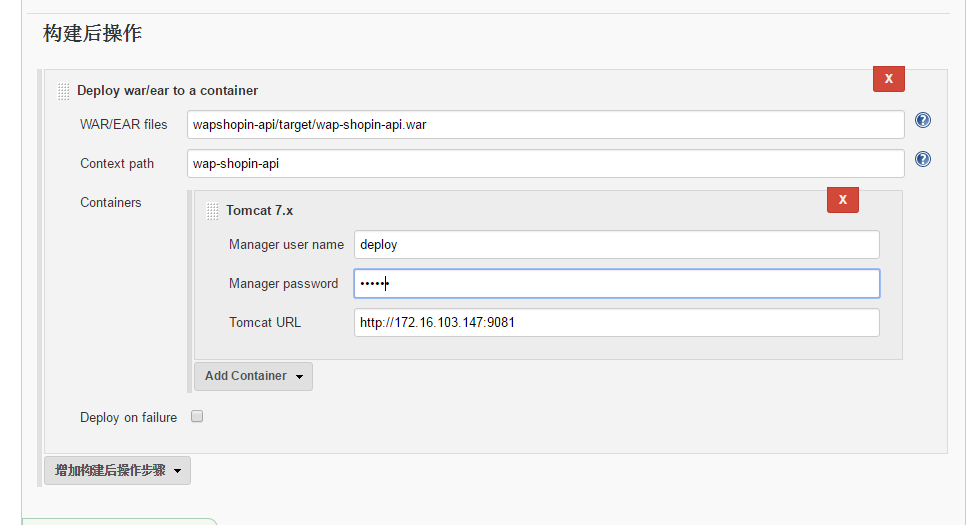 构建后操作
X
Deploy war/ear to a container
WAR/EAR files wapshopin-api/target/wap-shopin-api.war ?
Context path wap-shopin-api ?
Containers
X
Tomcat 7.x
Manager user name deploy
Manager password ••••••
Tomcat URL http://172.16.103.147:9081
Add Container
Deploy on failure
增加构建后操作步骤